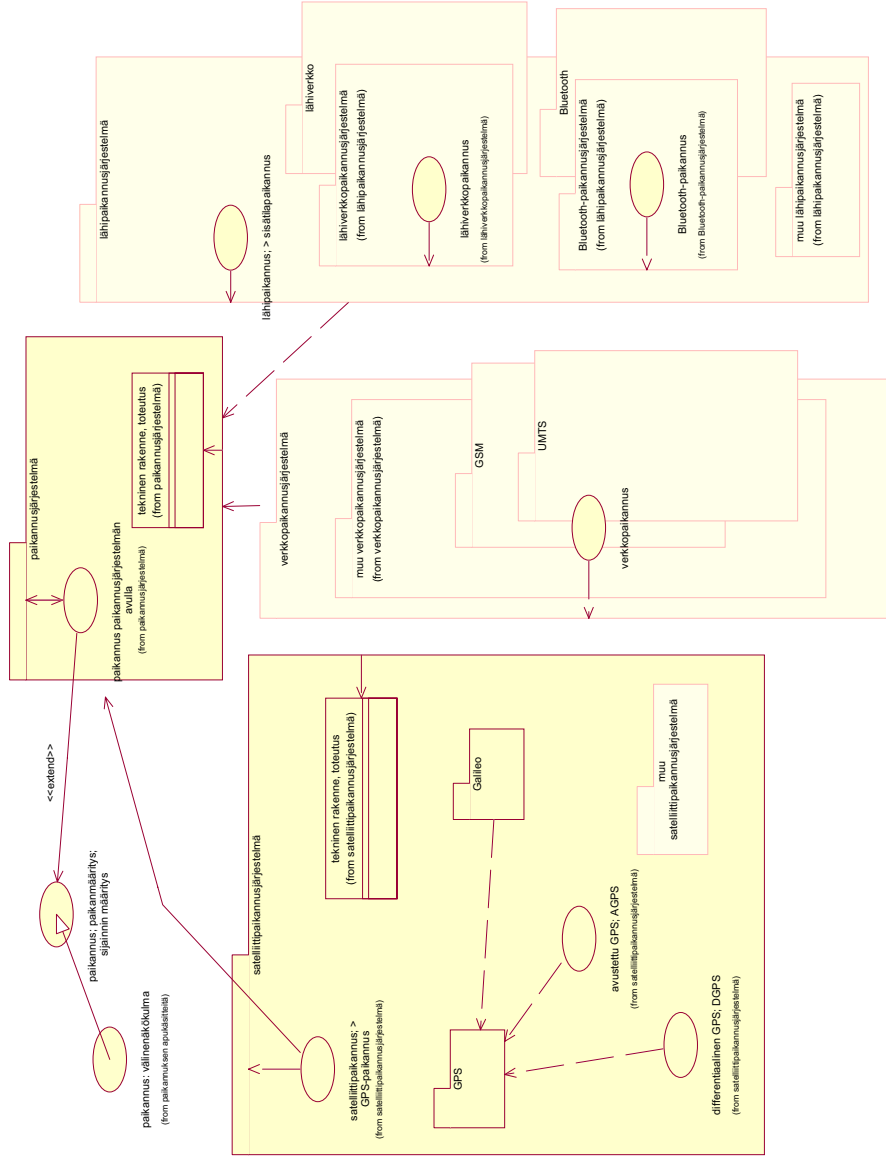 paikannus: välinenäkökulma
(from paikannuksen apukäsitteitä)
paikannus; paikanmääritys;
sijainnin määritys
<<extend>>
paikannusjärjestelmä
paikannus paikannusjärjestelmän
avulla
(from paikannusjärjestelmä)
tekninen rakenne, toteutus
(from paikannusjärjestelmä)
lähipaikannusjärjestelmä
lähipaikannus; > sisätilapaikannus
lähiverkko
lähiverkkopaikannusjärjestelmä
(from lähipaikannusjärjestelmä)
lähiverkkopaikannus
(from lähiverkkopaikannusjärjestelmä)
Bluetooth
Bluetooth-paikannusjärjestelmä
(from lähipaikannusjärjestelmä)
Bluetooth-paikannus
(from Bluetooth-paikannusjärjestelmä)
muu lähipaikannusjärjestelmä
(from lähipaikannusjärjestelmä)
satelliittipaikannusjärjestelmä
satelliittipaikannus; >
GPS-paikannus
(from satelliittipaikannusjärjestelmä)
tekninen rakenne, toteutus
(from satelliittipaikannusjärjestelmä)
GPS
Galileo
avustettu GPS; AGPS
(from satelliittipaikannusjärjestelmä)
differentiaalinen GPS; DGPS
(from satelliittipaikannusjärjestelmä)
muu
satelliittipaikannusjärjestelmä
verkkopaikannusjärjestelmä
muu verkkopaikannusjärjestelmä
(from verkkopaikannusjärjestelmä)
GSM
UMTS
verkkopaikannus